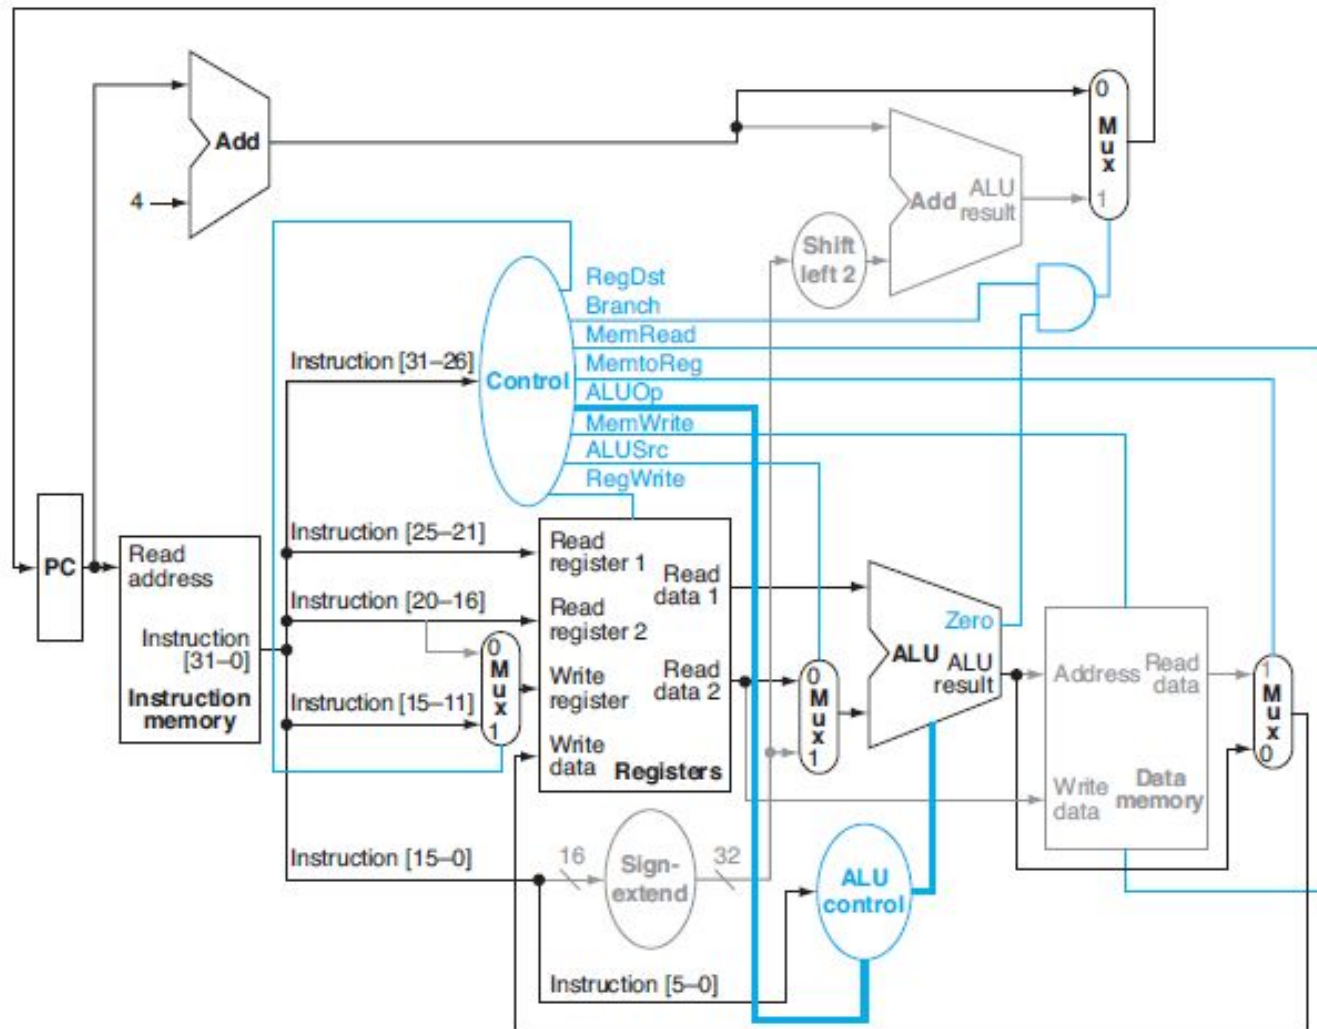 0
M
u
x
1
Add
4
Add
ALU
result
Shift
left 2
RegDst
Branch
MemRead
MemtoReg
ALUOp
MemWrite
ALUSrc
RegWrite
Control
Instruction [31–26]
Instruction [25–21]
Instruction [20–16]
Instruction [15–11]
Instruction [15–0]
Instruction [5–0]
PC
Read
address
Instruction
[31–0]
Instruction
memory
0
M
u
x
1
Read
register 1
Read
register 2
Write
register
Write
data
Read
data 1
Read
data 2
Registers
0
M
u
x
1
Zero
ALU
ALU
result
Address
Read
data
Write
data
Data
memory
1
M
u
x
0
16
Sign-
extend
32
ALU
control